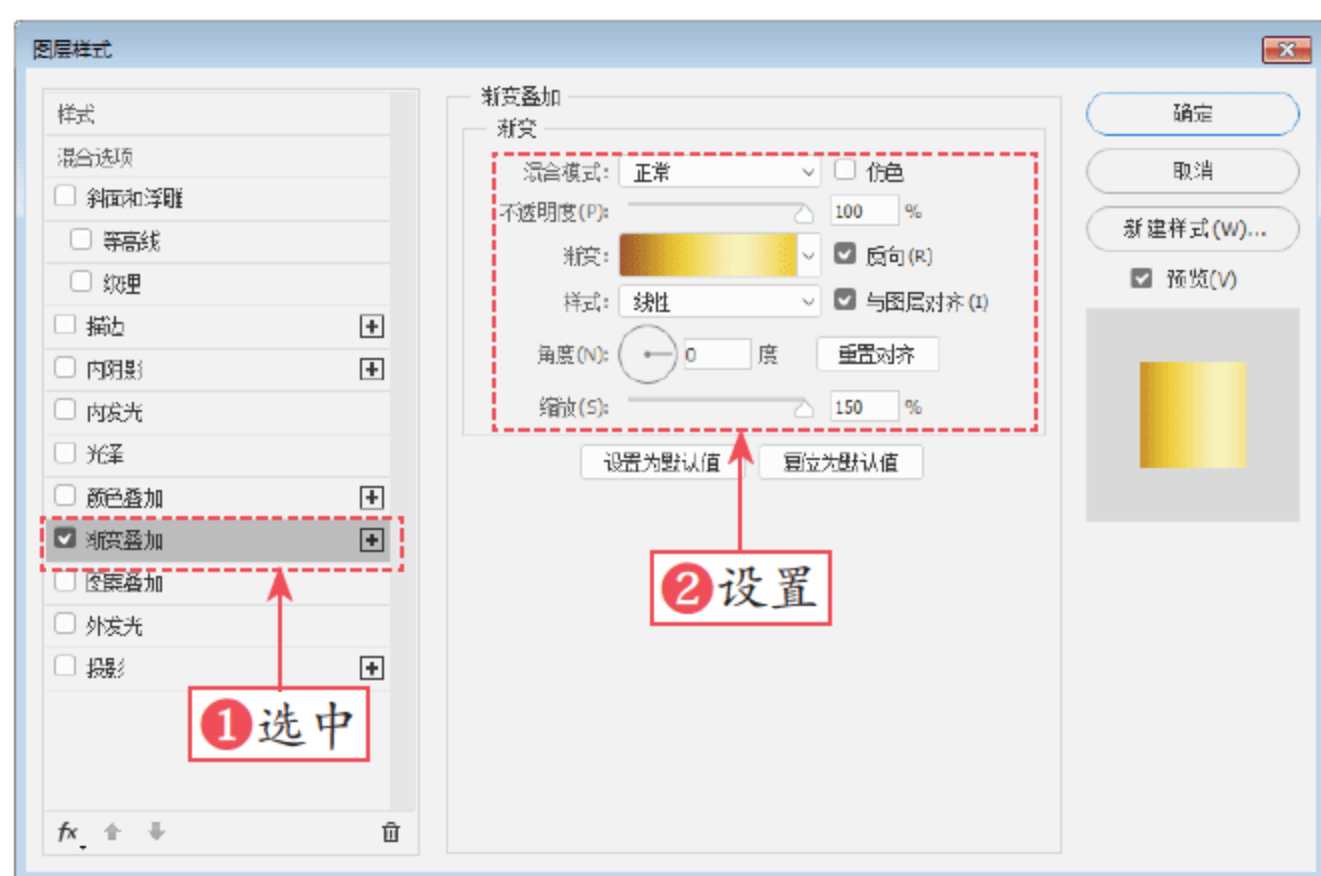 图层样式
样式
混合选项
斜面和浮雕
等高线
纹理
描边
内阴影
内发光
光泽
颜色叠加
渐变叠加
图案叠加
外发光
投影
fx
❶选中
渐变叠加
渐变
混合模式: 正常 仿色
不透明度(P): 100 %
渐变: 反向(R)
样式: 线性 与图层对齐(I)
角度(N): 0 度 重置对齐
缩放(S): 150 %
设置为默认值 复位为默认值
❷设置
确定
取消
新建样式(W)...
预览(V)